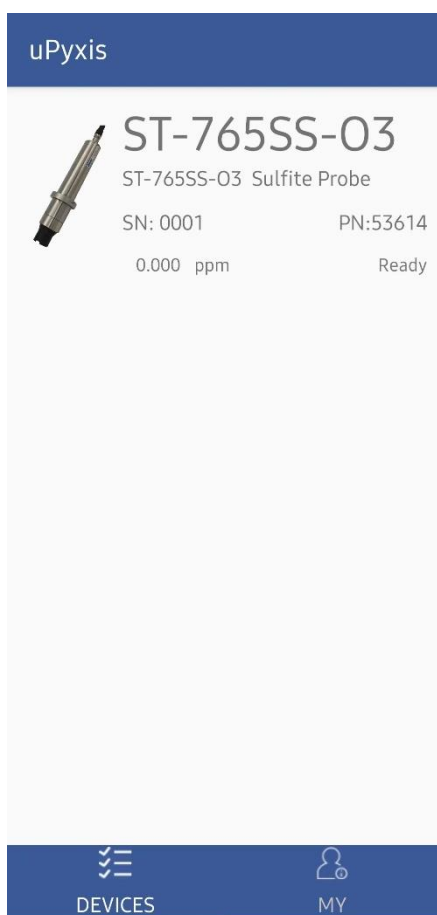 uPyxis
ST-765SS-O3
ST-765SS-O3 Sulfite Probe
SN: 0001 PN:53614
0.000 ppm Ready
DEVICES MY